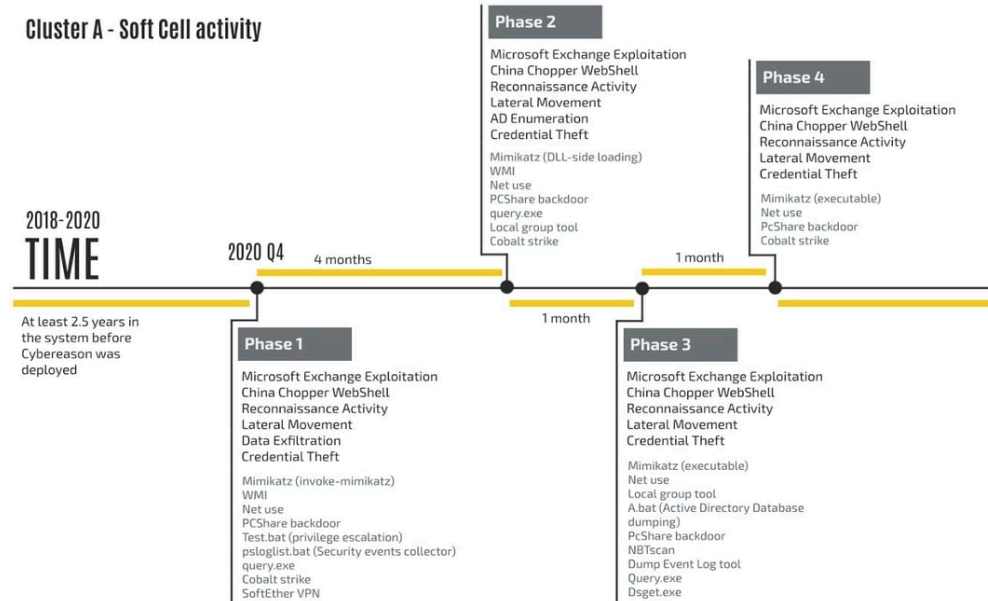 Cluster A - Soft Cell activity
2018-2020
TIME
At least 2.5 years in
the system before
Cybereason was
deployed
2020 Q4
4 months
Phase 1
Microsoft Exchange Exploitation
China Chopper WebShell
Reconnaissance Activity
Lateral Movement
Data Exfiltration
Credential Theft
Mimikatz (invoke-mimikatz)
WMI
Net use
PCShare backdoor
Test.bat (privilege escalation)
psloglist.bat (Security events collector)
query.exe
Cobalt strike
SoftEther VPN
Phase 2
Microsoft Exchange Exploitation
China Chopper WebShell
Reconnaissance Activity
Lateral Movement
AD Enumeration
Credential Theft
Mimikatz (DLL-side loading)
WMI
Net use
PCShare backdoor
query.exe
Local group tool
Cobalt strike
1 month
Phase 3
Microsoft Exchange Exploitation
China Chopper WebShell
Reconnaissance Activity
Lateral Movement
Credential Theft
Mimikatz (executable)
Net use
Local group tool
A.bat (Active Directory Database
dumping)
PcShare backdoor
NBTscan
Dump Event Log tool
Query.exe
Dsget.exe
1 month
Phase 4
Microsoft Exchange Exploitation
China Chopper WebShell
Reconnaissance Activity
Lateral Movement
Credential Theft
Mimikatz (executable)
Net use
PcShare backdoor
Cobalt strike